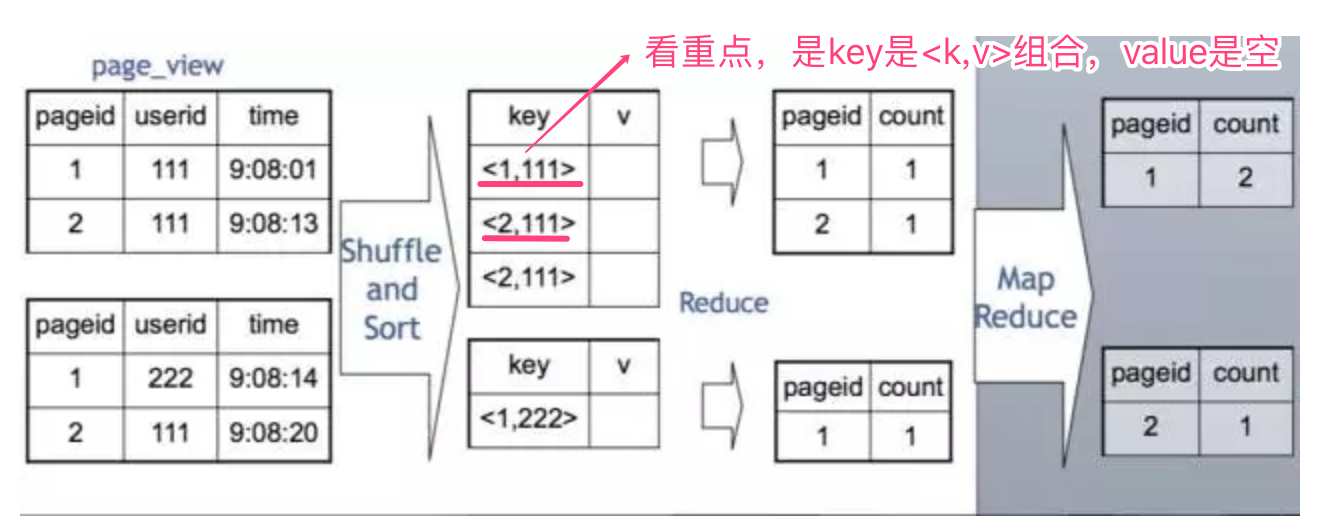 看重点，是key是<k,v>组合，value是空
page_view
pageid userid time
1 111 9:08:01
2 111 9:08:13
pageid userid time
1 222 9:08:14
2 111 9:08:20
Shuffle
and
Sort
key v
<1,111>
<2,111>
<2,111>
key v
<1,222>
Reduce
pageid count
1 1
2 1
pageid count
1 1
Map
Reduce
pageid count
1 2
pageid count
2 1